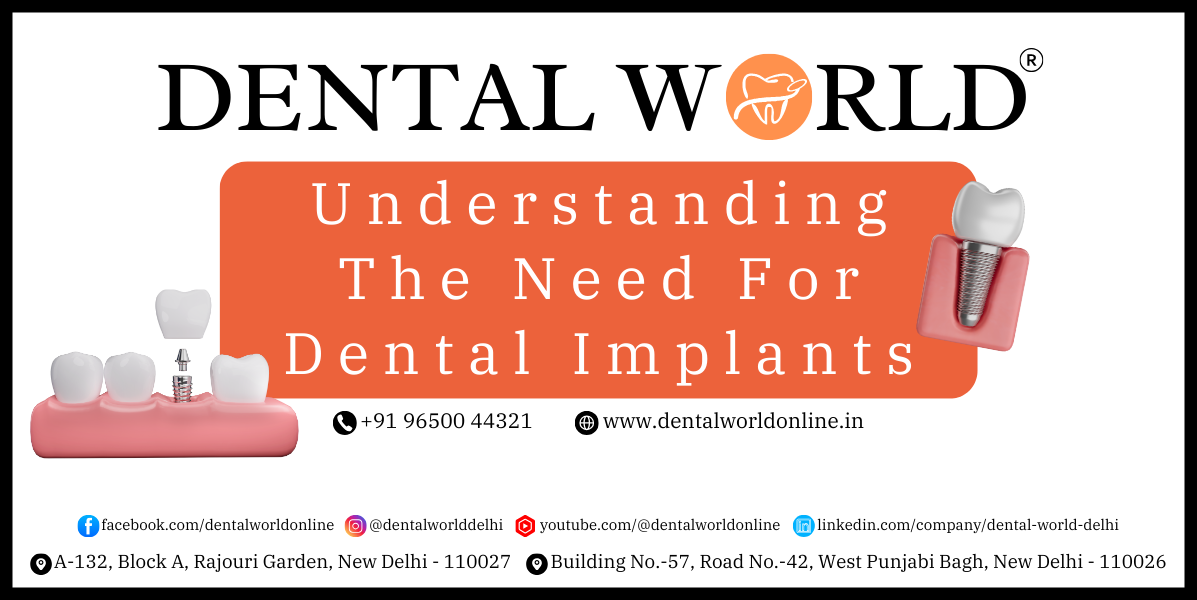 DENTAL WORLD®
Understanding
The Need For
Dental Implants
+91 96500 44321 www.dentalworldonline.in
facebook.com/dentalworldonline @dentalworlddelhi youtube.com/@dentalworldonline linkedin.com/company/dental-world-delhi
A-132, Block A, Rajouri Garden, New Delhi - 110027 Building No.-57, Road No.-42, West Punjabi Bagh, New Delhi - 110026